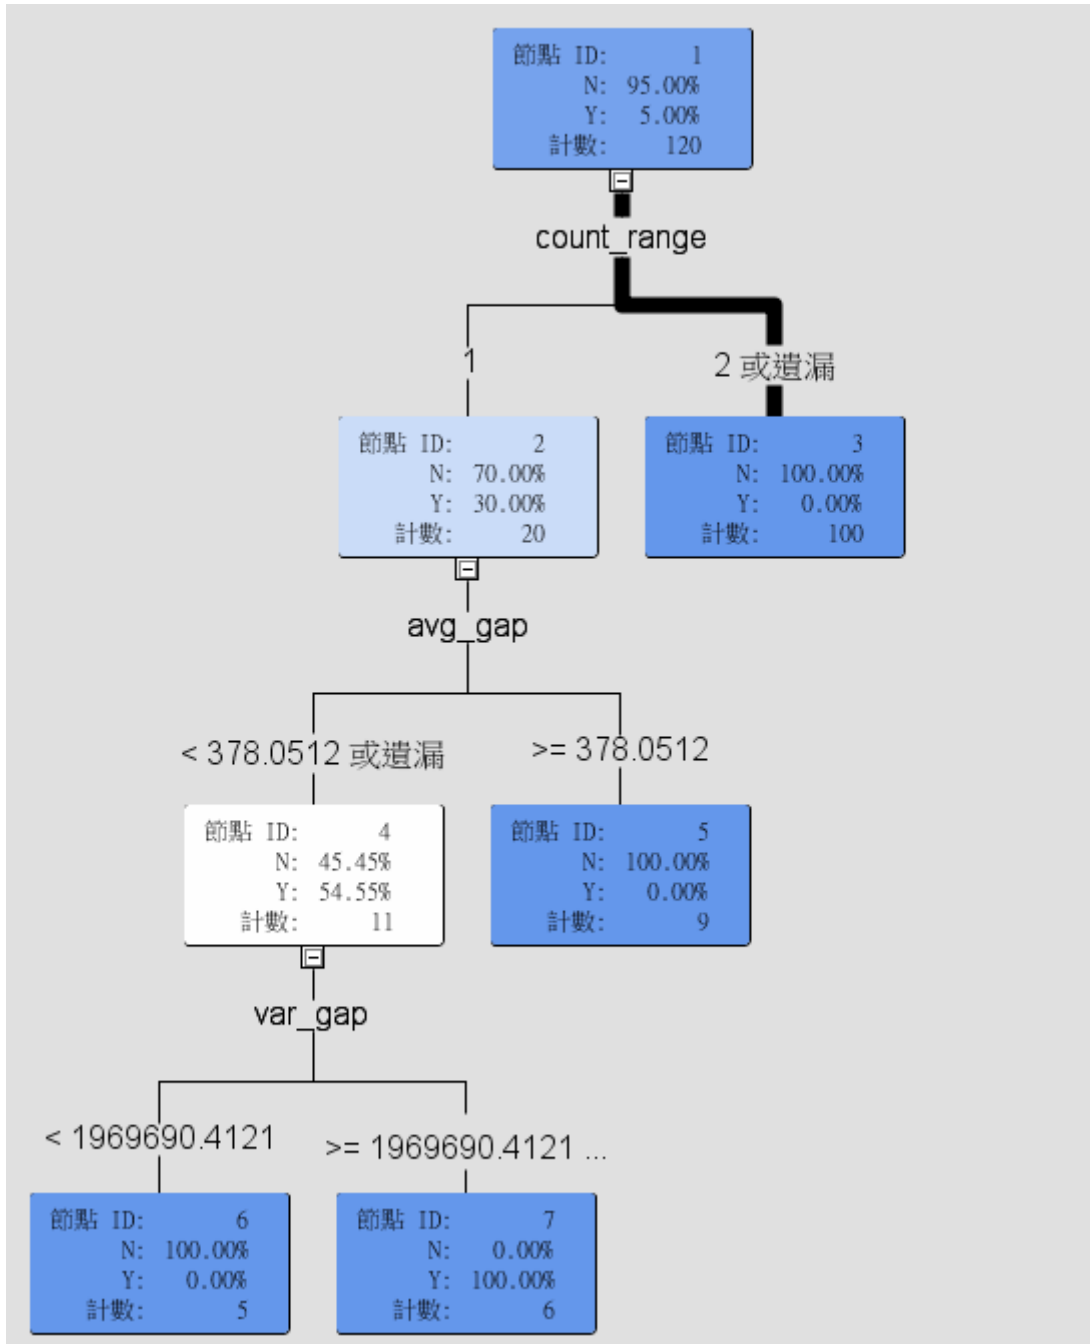 節點 ID: 1
N: 95.00%
Y: 5.00%
計數: 120
count_range
1
2 或遺漏
節點 ID: 2
N: 70.00%
Y: 30.00%
計數: 20
節點 ID: 3
N: 100.00%
Y: 0.00%
計數: 100
avg_gap
< 378.0512 或遺漏
>= 378.0512
節點 ID: 4
N: 45.45%
Y: 54.55%
計數: 11
節點 ID: 5
N: 100.00%
Y: 0.00%
計數: 9
var_gap
< 1969690.4121
>= 1969690.4121 ...
節點 ID: 6
N: 100.00%
Y: 0.00%
計數: 5
節點 ID: 7
N: 0.00%
Y: 100.00%
計數: 6